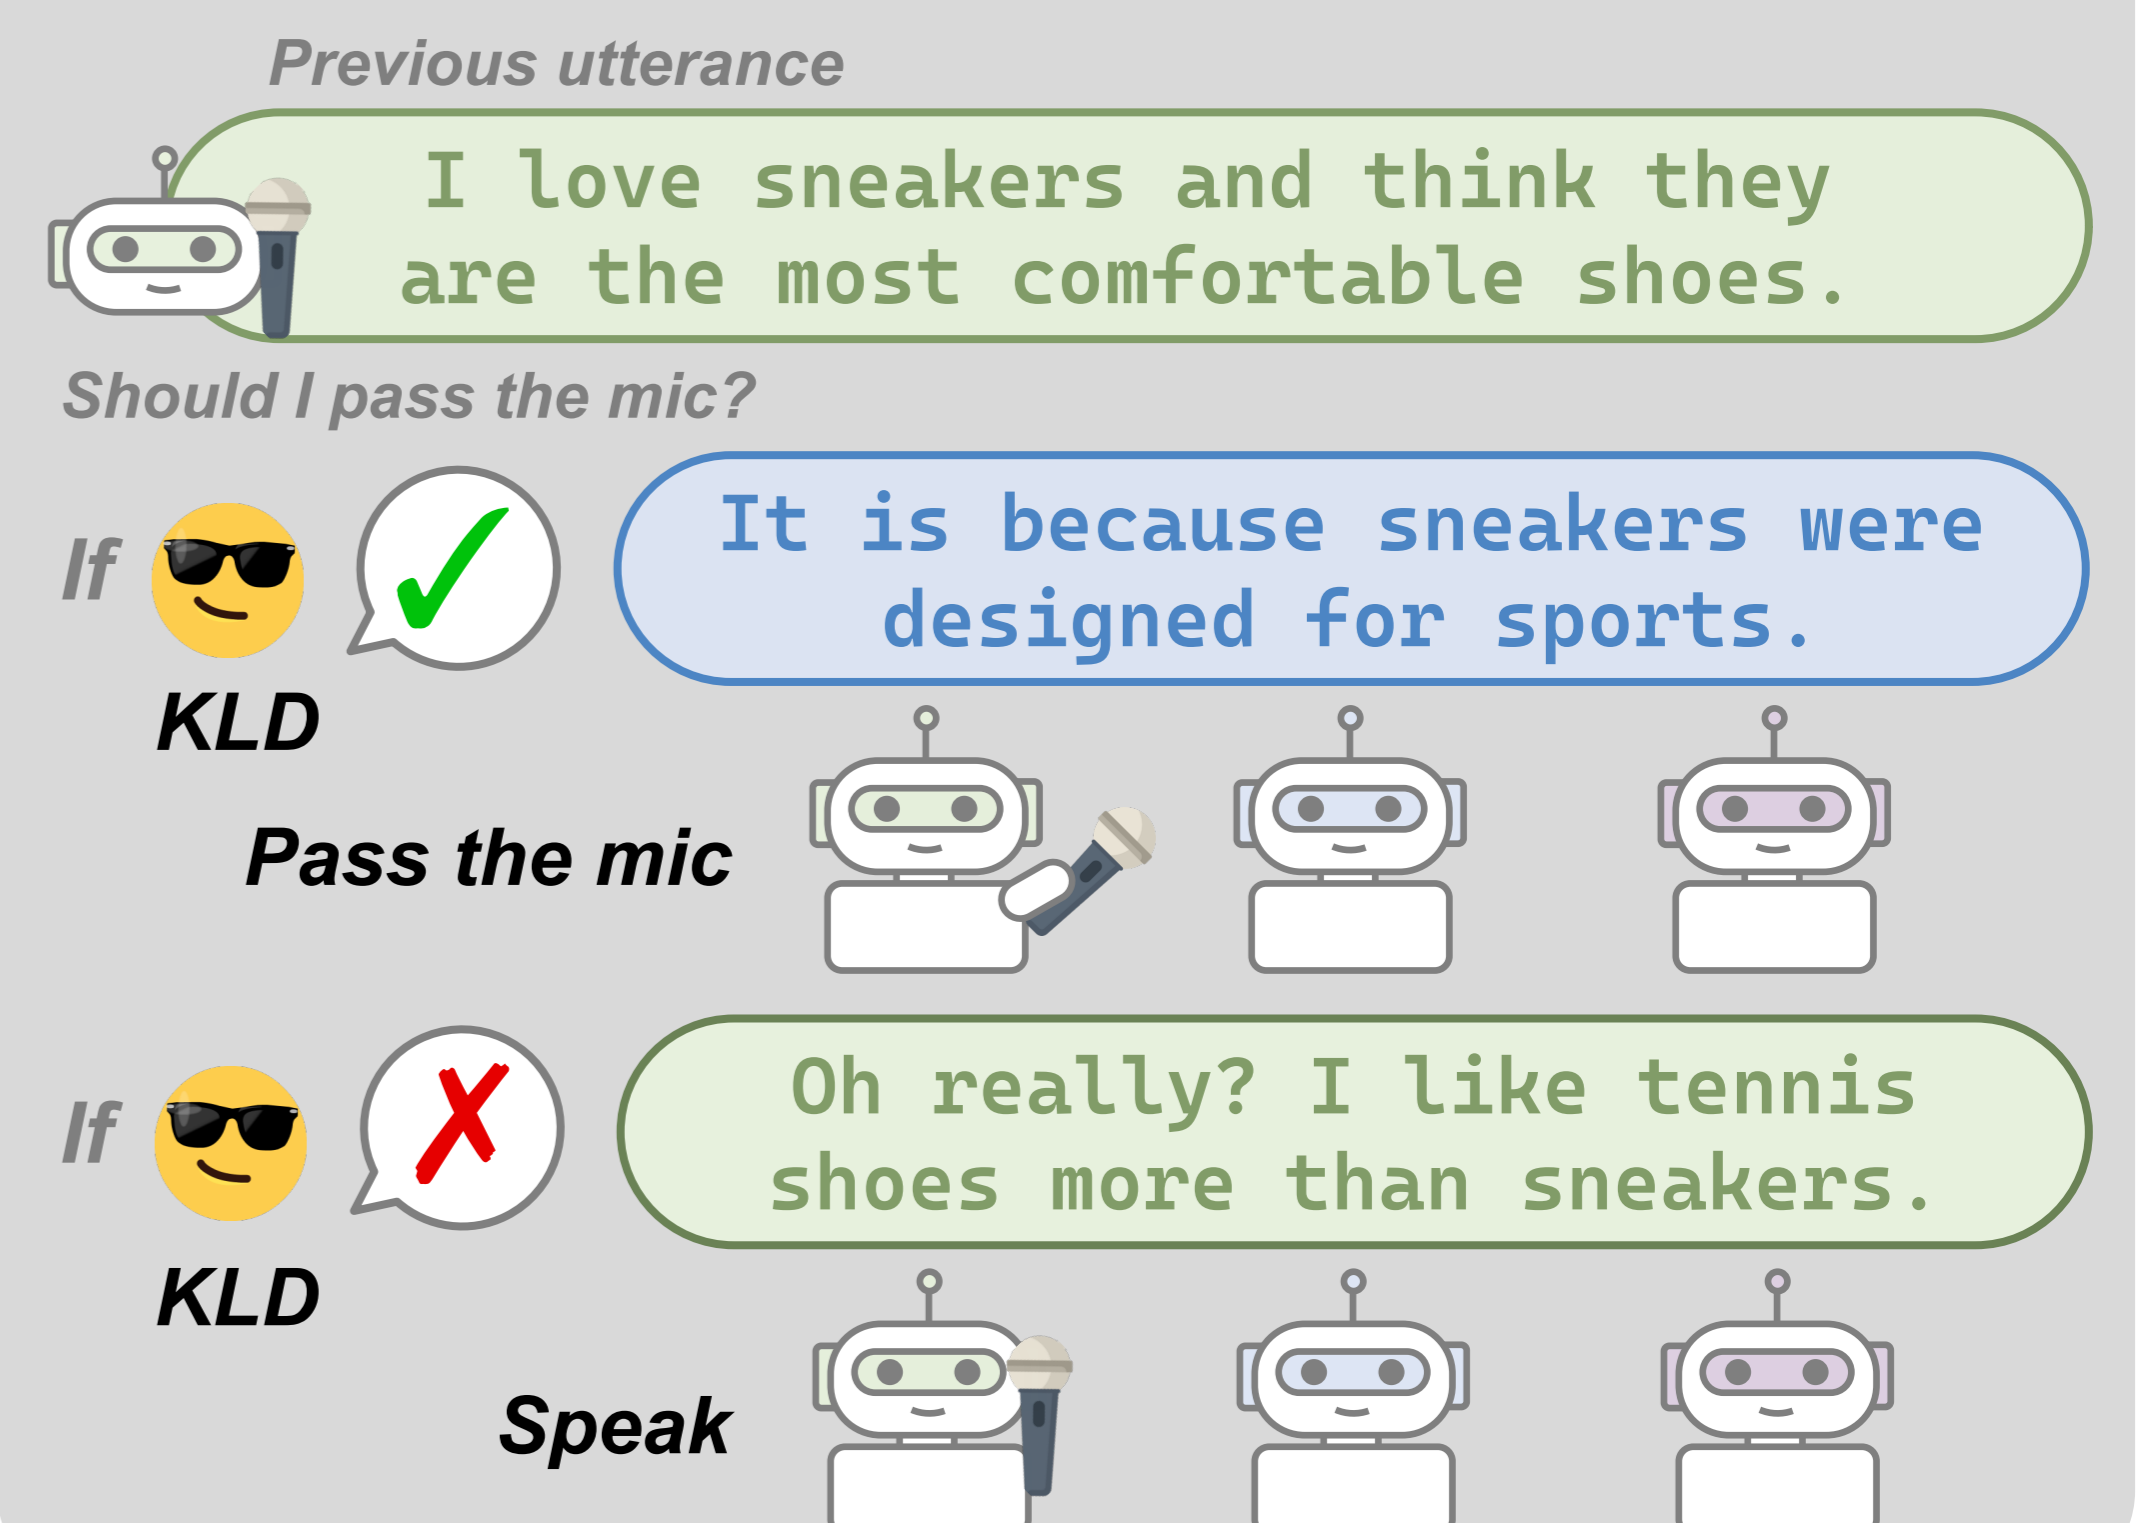 Previous utterance
I love sneakers and think they
are the most comfortable shoes.
Should I pass the mic?
If
It is because sneakers were
designed for sports.
KLD
Pass the mic
If
Oh really? I like tennis
shoes more than sneakers.
KLD
Speak